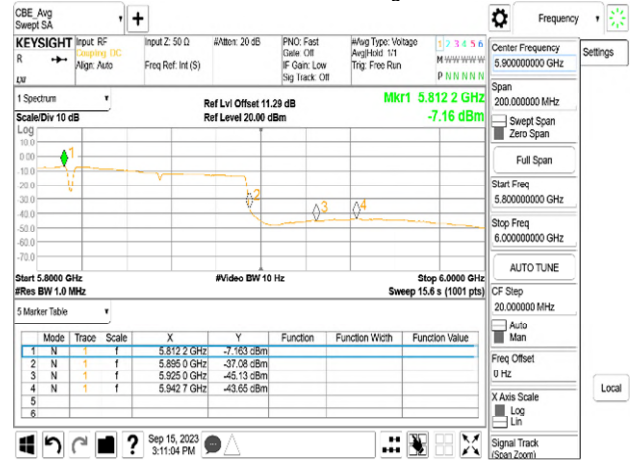 CBE_Avg
Swept SA
Frequency
KEYSIGHT
Input: RF
Input Z: 50 Ω
#Atten: 20 dB
PNO: Fast
#Avg Type: Voltage
1 2 3 4 5 6
R
Coupling: DC
Gate: Off
Avg|Hold: 1/1
M W W W W W
Align: Auto
Freq Ref: Int (S)
IF Gain: Low
Trig: Free Run
Sig Track: Off
P N N N N N
LXI
1 Spectrum
Ref Lvl Offset 11.29 dB
Mkr1 5.812 2 GHz
Scale/Div 10 dB
Ref Level 20.00 dBm
-7.16 dBm
Log
10.0
0.00
-10.0
-20.0
-30.0
-40.0
-50.0
-60.0
-70.0
1
2
3
4
Start 5.8000 GHz
#Video BW 10 Hz
Stop 6.0000 GHz
#Res BW 1.0 MHz
Sweep 15.6 s (1001 pts)
5 Marker Table
Mode Trace Scale X Y Function Function Width Function Value
1 N 1 f 5.812 2 GHz -7.163 dBm
2 N 1 f 5.895 0 GHz -37.08 dBm
3 N 1 f 5.925 0 GHz -45.13 dBm
4 N 1 f 5.942 7 GHz -43.65 dBm
5
6
Sep 15, 2023
3:11:04 PM
Center Frequency
5.900000000 GHz
Settings
Span
200.000000 MHz
Swept Span
Zero Span
Full Span
Start Freq
5.800000000 GHz
Stop Freq
6.000000000 GHz
AUTO TUNE
CF Step
20.000000 MHz
Auto
Man
Freq Offset
0 Hz
X Axis Scale
Log
Lin
Local
Signal Track
(Span Zoom)